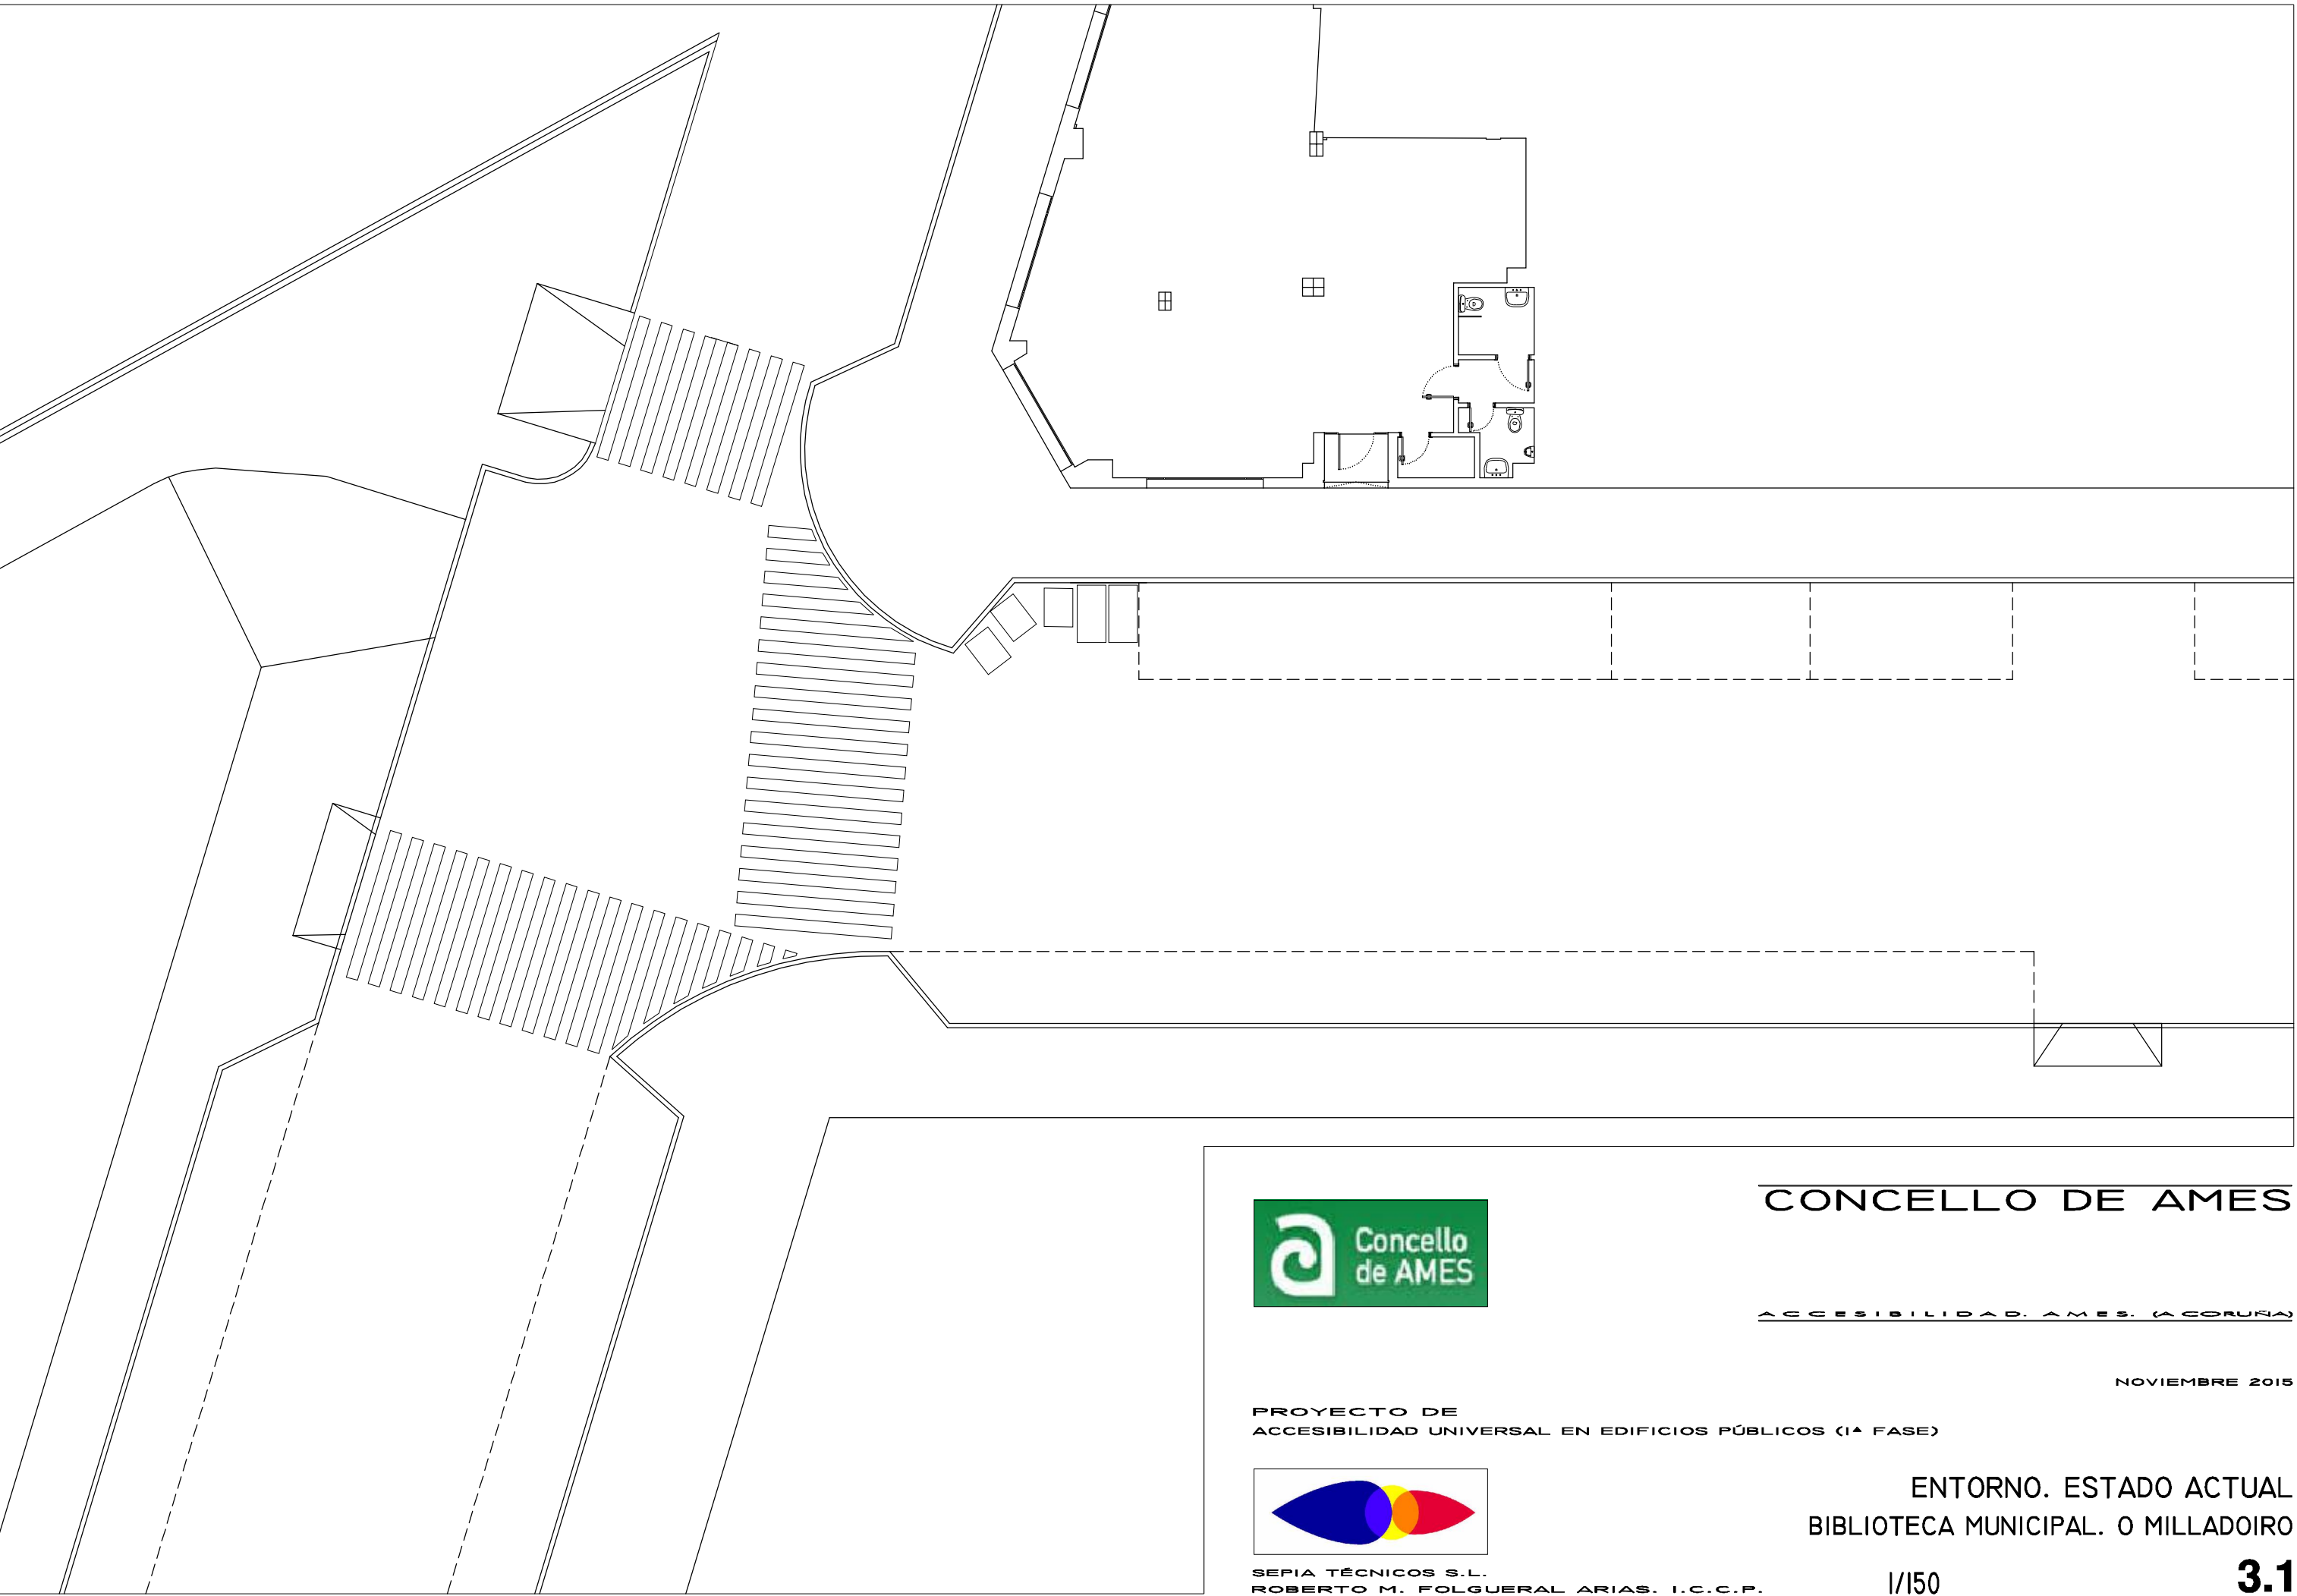 CONCELLO DE AMES
Concello
de AMES
ACCESIBILIDAD. AMES. (A CORUÑA)
NOVIEMBRE 2015
PROYECTO DE
ACCESIBILIDAD UNIVERSAL EN EDIFICIOS PÚBLICOS (1ª FASE)
ENTORNO. ESTADO ACTUAL
BIBLIOTECA MUNICIPAL. O MILLADOIRO
SEPIA TÉCNICOS S.L.
ROBERTO M. FOLGUERAL ARIAS. I.C.C.P.
1/150
3.1